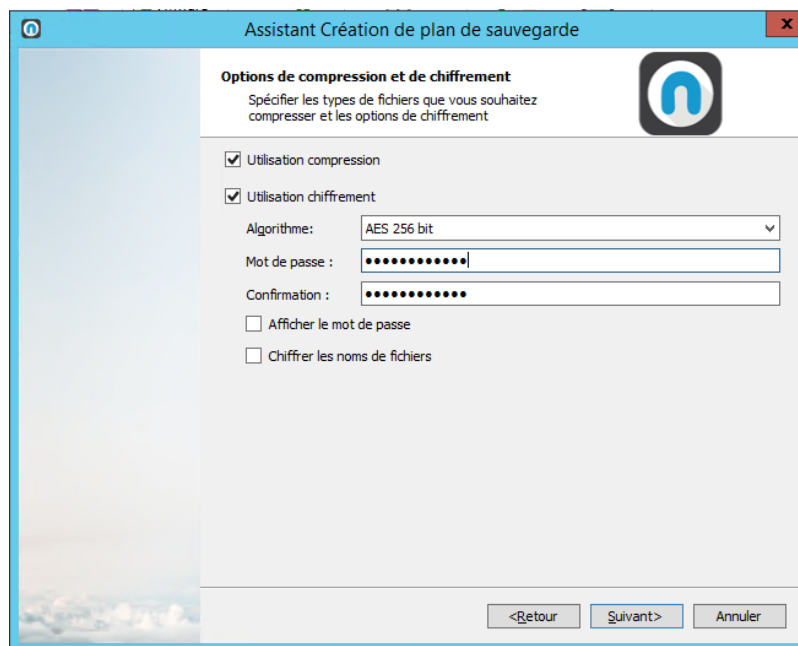 Assistant Création de plan de sauvegarde
x
Options de compression et de chiffrement
Spécifier les types de fichiers que vous souhaitez
compresser et les options de chiffrement
Utilisation compression
Utilisation chiffrement
Algorithme:
AES 256 bit
Mot de passe :
●●●●●●●●●●●●
Confirmation :
●●●●●●●●●●●●
Afficher le mot de passe
Chiffrer les noms de fichiers
<Retour
Suivant>
Annuler